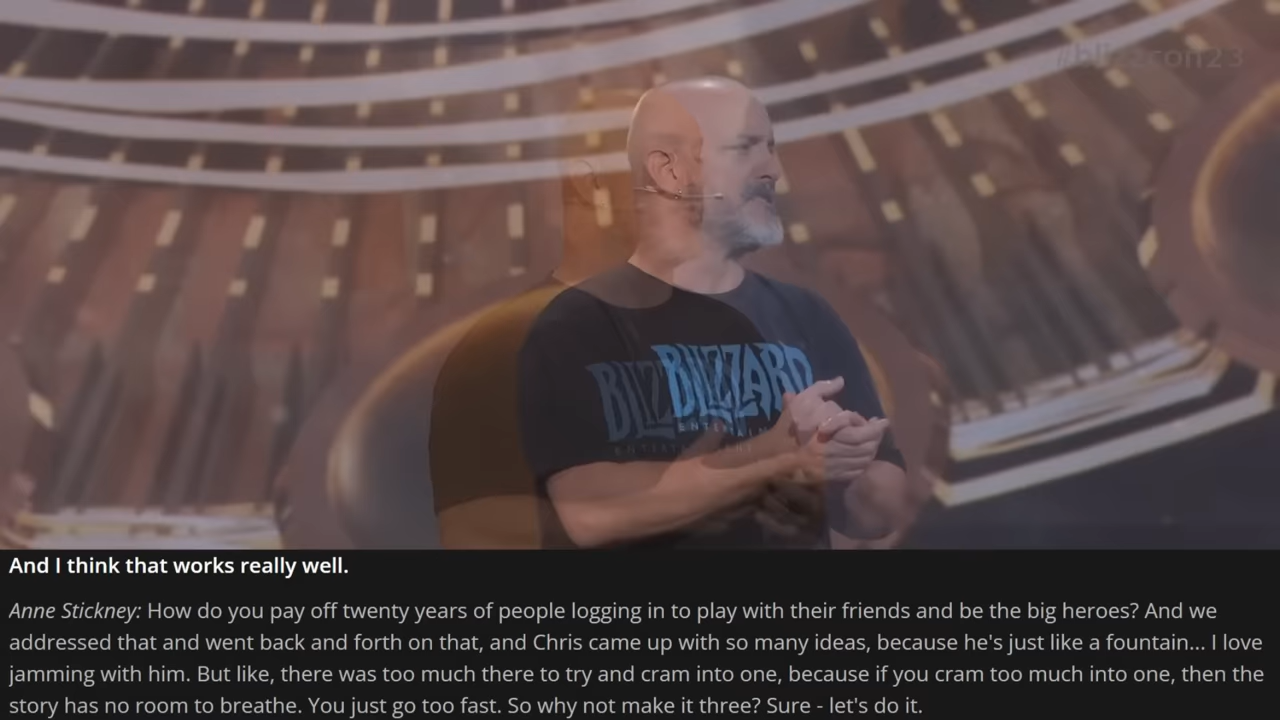 #blizzcon23
BLIZZARD
ENTERTAINMENT
And I think that works really well.
Anne Stickney: How do you pay off twenty years of people logging in to play with their friends and be the big heroes? And we
addressed that and went back and forth on that, and Chris came up with so many ideas, because he's just like a fountain... I love
jamming with him. But like, there was too much there to try and cram into one, because if you cram too much into one, then the
story has no room to breathe. You just go too fast. So why not make it three? Sure - let's do it.